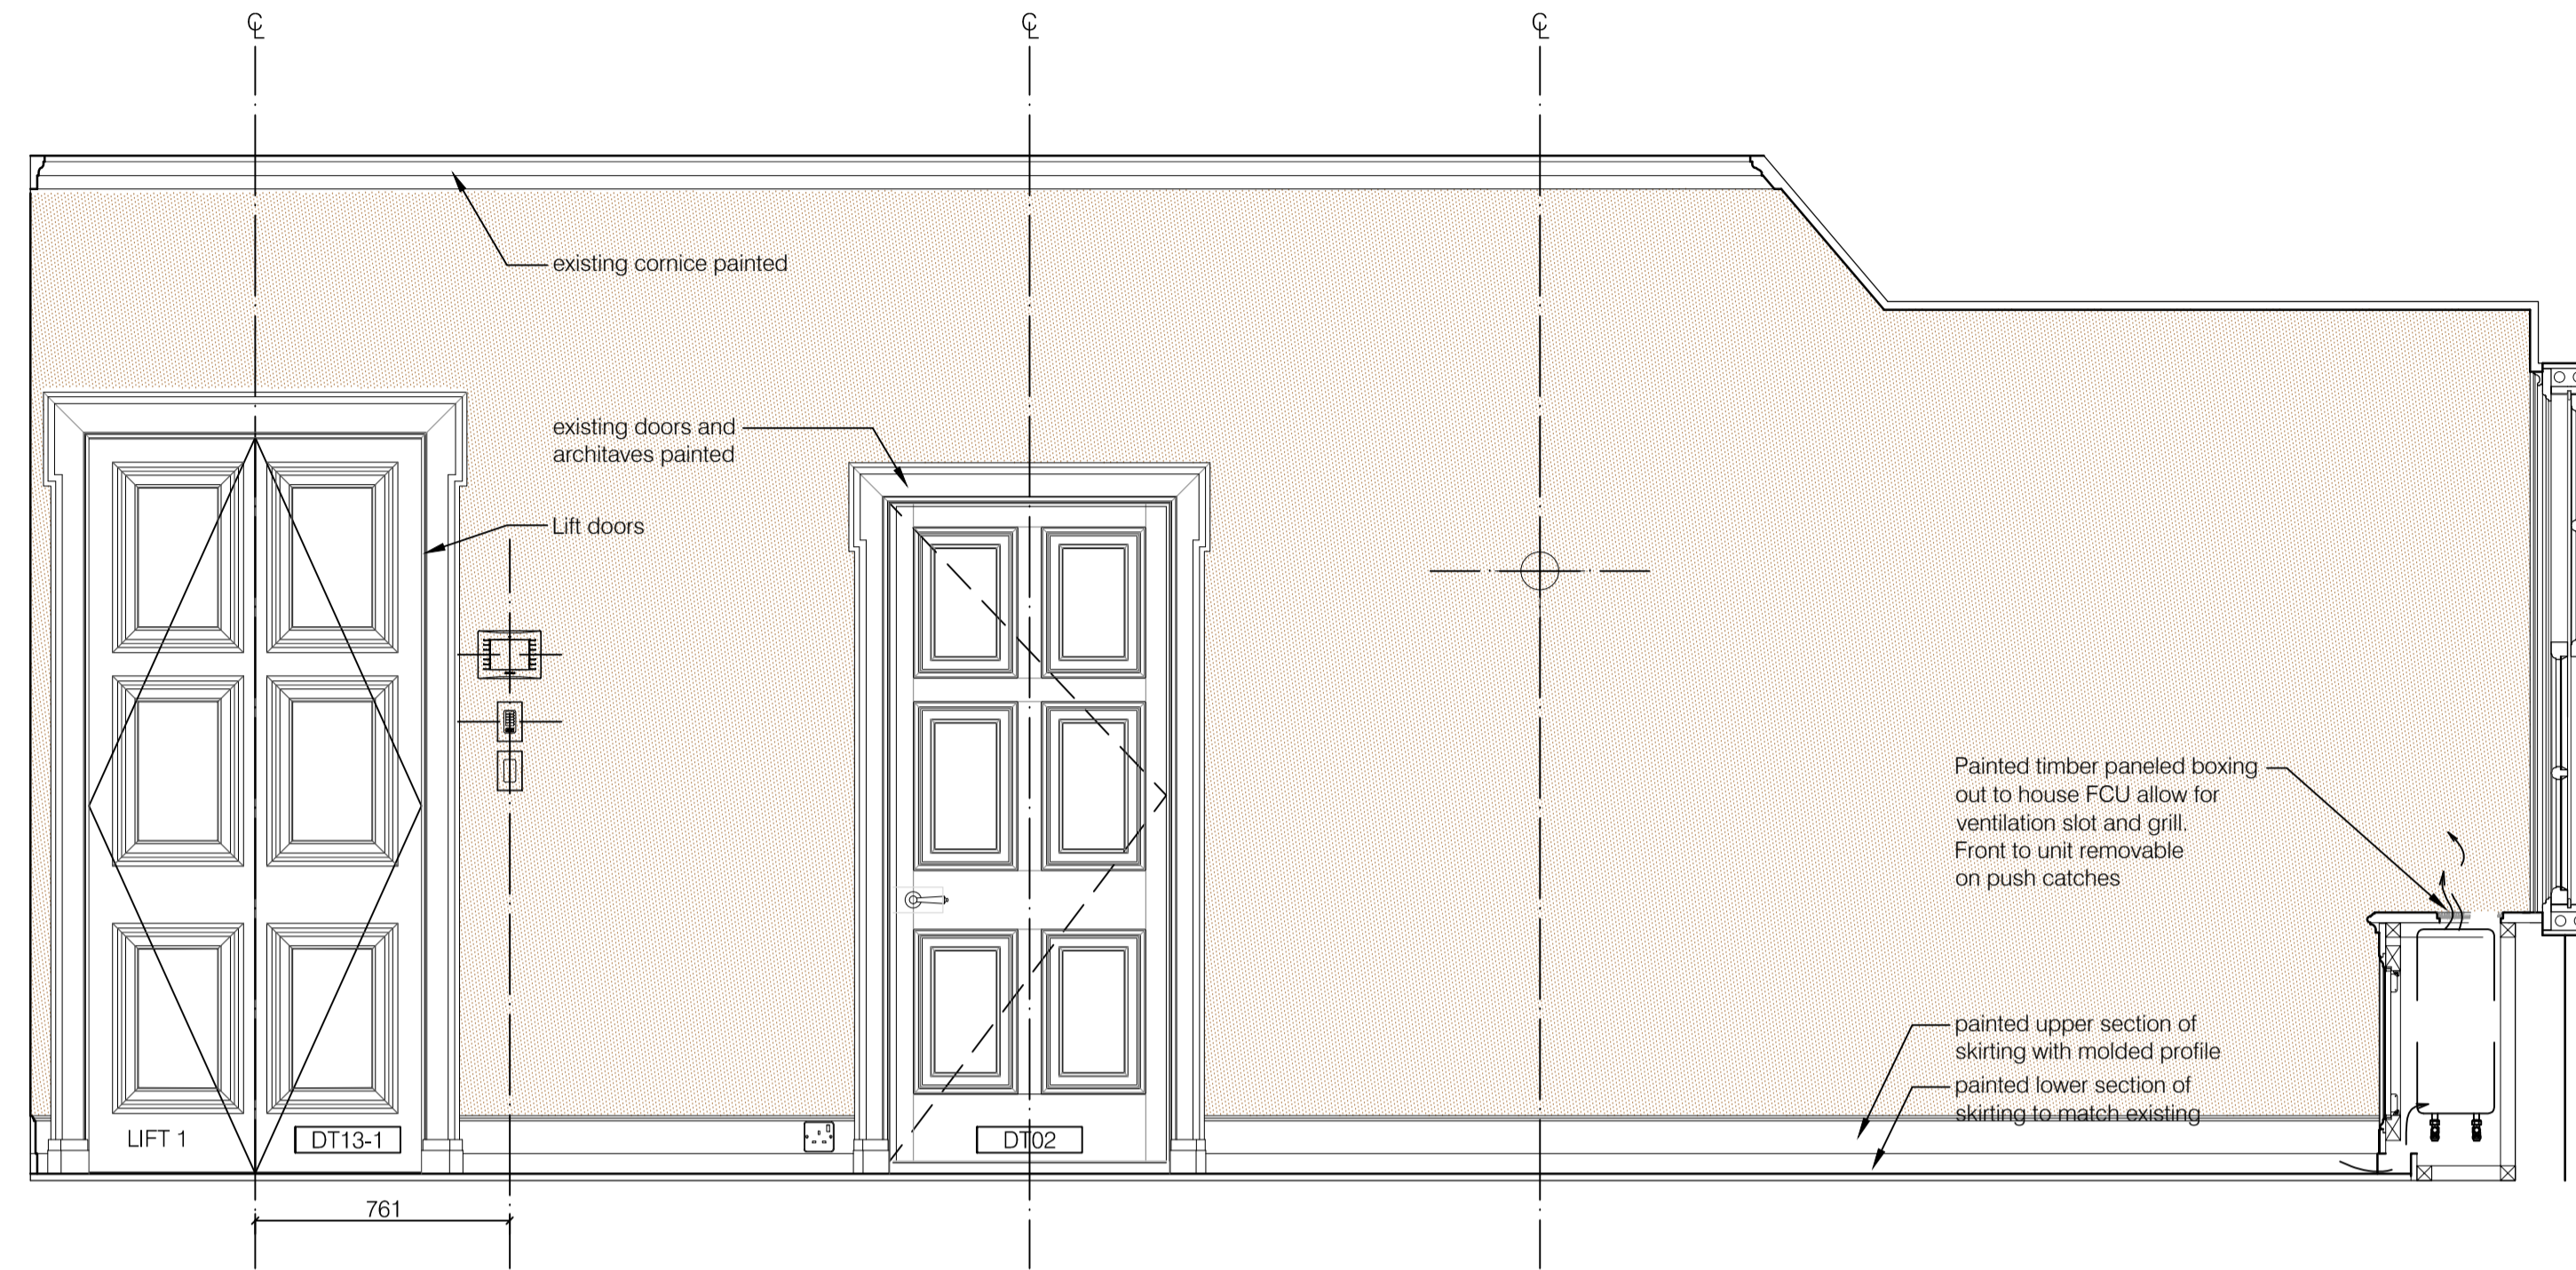 ℄ ℄ ℄
existing cornice painted
existing doors and
architaves painted
Lift doors
Painted timber paneled boxing
out to house FCU allow for
ventilation slot and grill.
Front to unit removable
on push catches
painted upper section of
skirting with molded profile
painted lower section of
skirting to match existing
LIFT 1
DT13-1
DT02
761